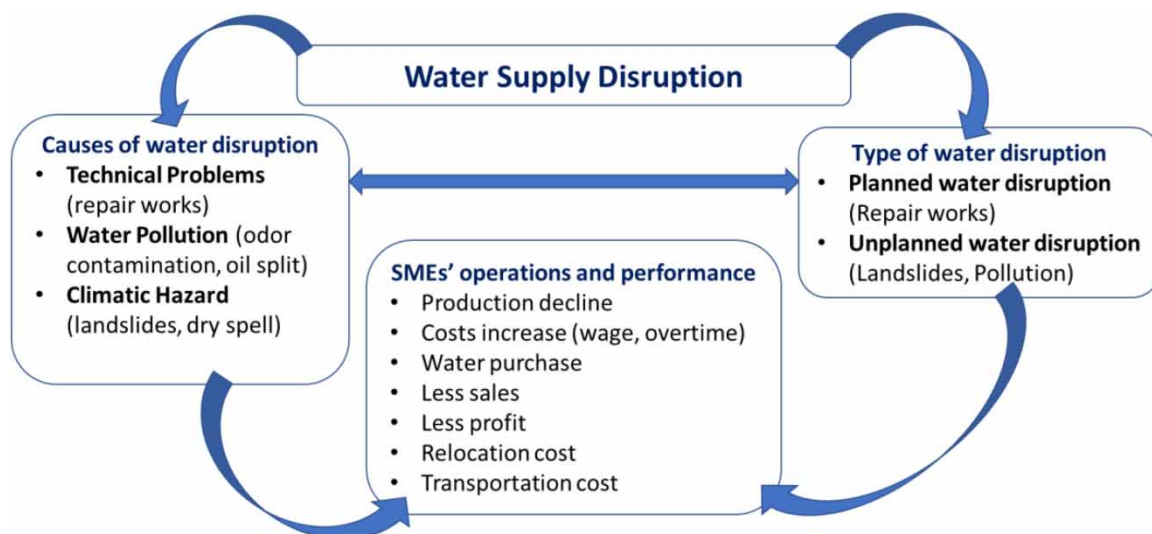 Water Supply Disruption
Causes of water disruption
• Technical Problems
(repair works)
• Water Pollution (odor
contamination, oil split)
• Climatic Hazard
(landslides, dry spell)
Type of water disruption
• Planned water disruption
(Repair works)
• Unplanned water disruption
(Landslides, Pollution)
SMEs' operations and performance
• Production decline
• Costs increase (wage, overtime)
• Water purchase
• Less sales
• Less profit
• Relocation cost
• Transportation cost